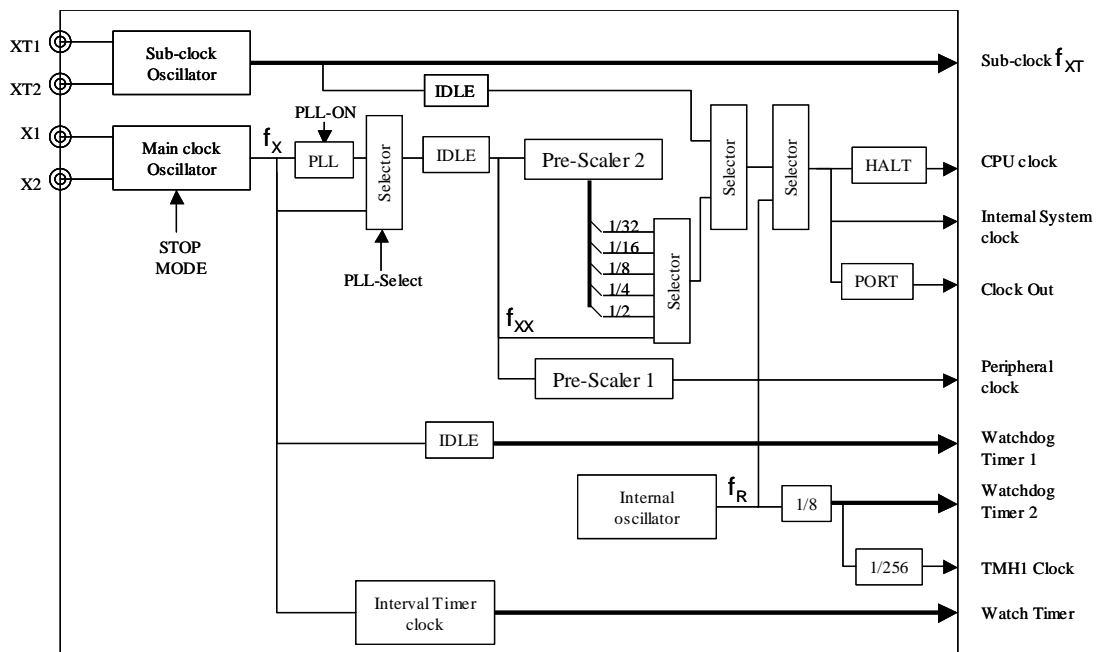 XT1
XT2
Sub-clock
Oscillator
Sub-clock fXT
IDLE
X1
X2
Main clock
Oscillator
STOP
MODE
fX
PLL-ON
PLL
Selector
PLL-Select
IDLE
Pre-Scaler 2
1/32
1/16
1/8
1/4
1/2
Selector
fXX
Selector
Selector
HALT
CPU clock
Internal System
clock
PORT
Clock Out
Pre-Scaler 1
Peripheral
clock
IDLE
Watchdog
Timer 1
Internal
oscillator
fR
1/8
Watchdog
Timer 2
1/256
TMH1 Clock
Interval Timer
clock
Watch Timer